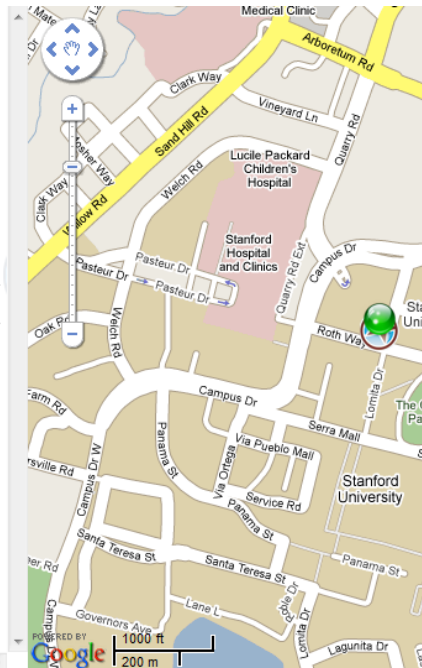 Medical Clinic
Arboretum Rd
Clark Way
Vineyard Ln
Sand Hill Rd
Quarry Rd
Mosher Way
Lucile Packard
Children's
Hospital
Welch Rd
Clark Way
Willow Rd
Stanford
Hospital
and Clinics
Pasteur Dr
Pasteur Dr
Pasteur Dr
Quarry Rd Ext
Campus Dr
Oak Rd
Welch Rd
Roth Way
Lomita Dr
Farm Rd
Campus Dr
Serra Mall
Panama St
Via Ortega
Via Pueblo Mall
Campus Dr W
Stanford
University
Service Rd
Panama St
Santa Teresa St
Santa Teresa St
Panama St
Governors Ave
Lane L
Roble Dr
Lomita Dr
Lagunita Dr
POWERED BY
Google
1000 ft
200 m